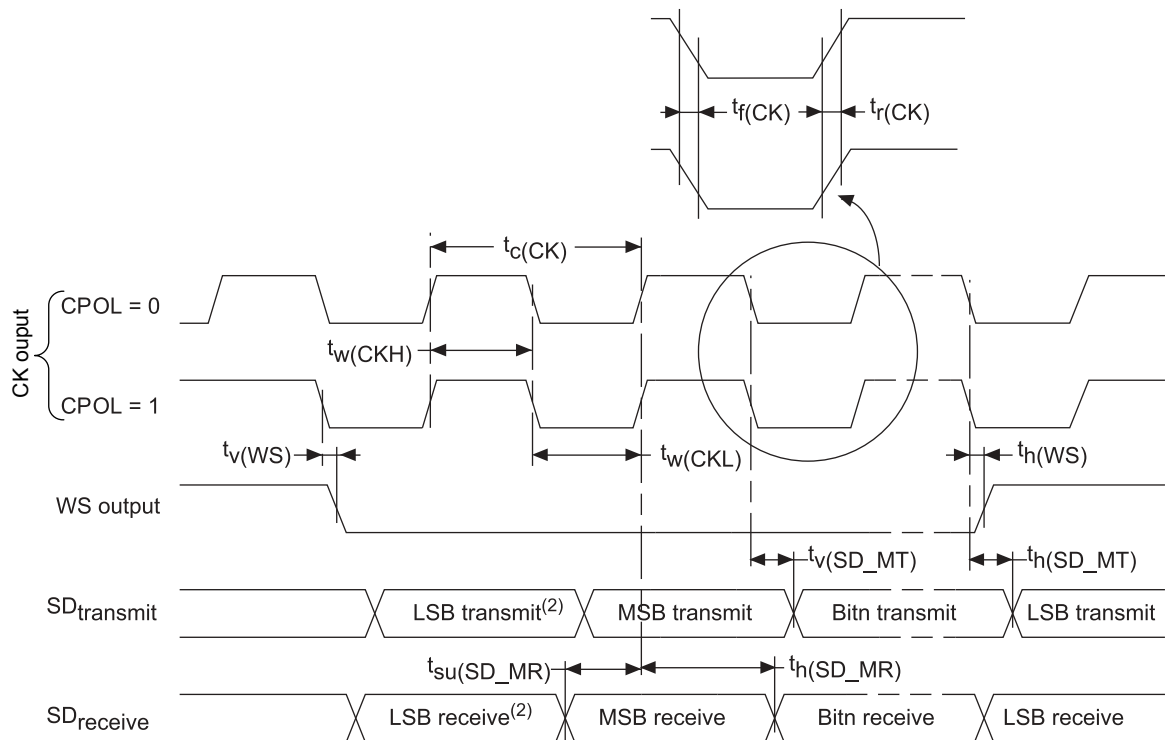 tf(CK)
tr(CK)
tc(CK)
CK ouput
CPOL = 0
tw(CKH)
CPOL = 1
tv(WS)
tw(CKL)
th(WS)
WS output
tv(SD_MT)
th(SD_MT)
SDtransmit
LSB transmit(2)
MSB transmit
Bitn transmit
LSB transmit
tsu(SD_MR)
th(SD_MR)
SDreceive
LSB receive(2)
MSB receive
Bitn receive
LSB receive